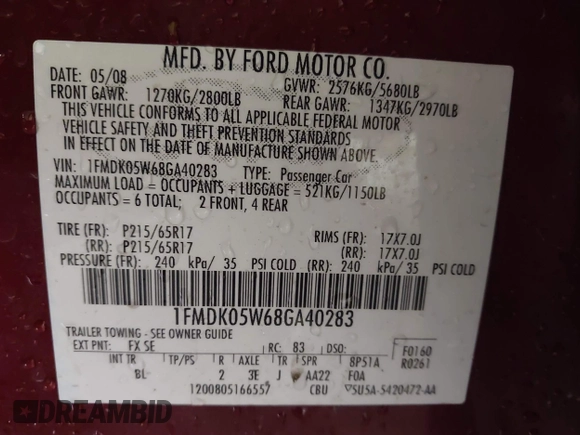 MFD. BY FORD MOTOR CO.
DATE: 05/08 GVWR: 2576KG/5680LB
FRONT GAWR: 1270KG/2800LB REAR GAWR: 1347KG/2970LB
THIS VEHICLE CONFORMS TO ALL APPLICABLE FEDERAL MOTOR
VEHICLE SAFETY AND THEFT PREVENTION STANDARDS
IN EFFECT ON THE DATE OF MANUFACTURE SHOWN ABOVE.
VIN: 1FMDK05W68GA40283 TYPE: Passenger Car
MAXIMUM LOAD = OCCUPANTS + LUGGAGE = 521KG/1150LB
OCCUPANTS = 6 TOTAL; 2 FRONT, 4 REAR
TIRE (FR): P215/65R17 RIMS (FR): 17X7.0J
(RR): P215/65R17 (RR): 17X7.0J
PRESSURE (FR): 240 kPa/ 35 PSI COLD (RR): 240 kPa/ 35 PSI COLD
1FMDK05W68GA40283
TRAILER TOWING - SEE OWNER GUIDE
EXT PNT: FX SE RC: 83 F0160
INT TR TP/PS R AXLE TR SPR 8P51A R0261
BL 2 3E J AA22 F0A
1200805166557 CBU 5U5A-5420472-AA
DREAMBID